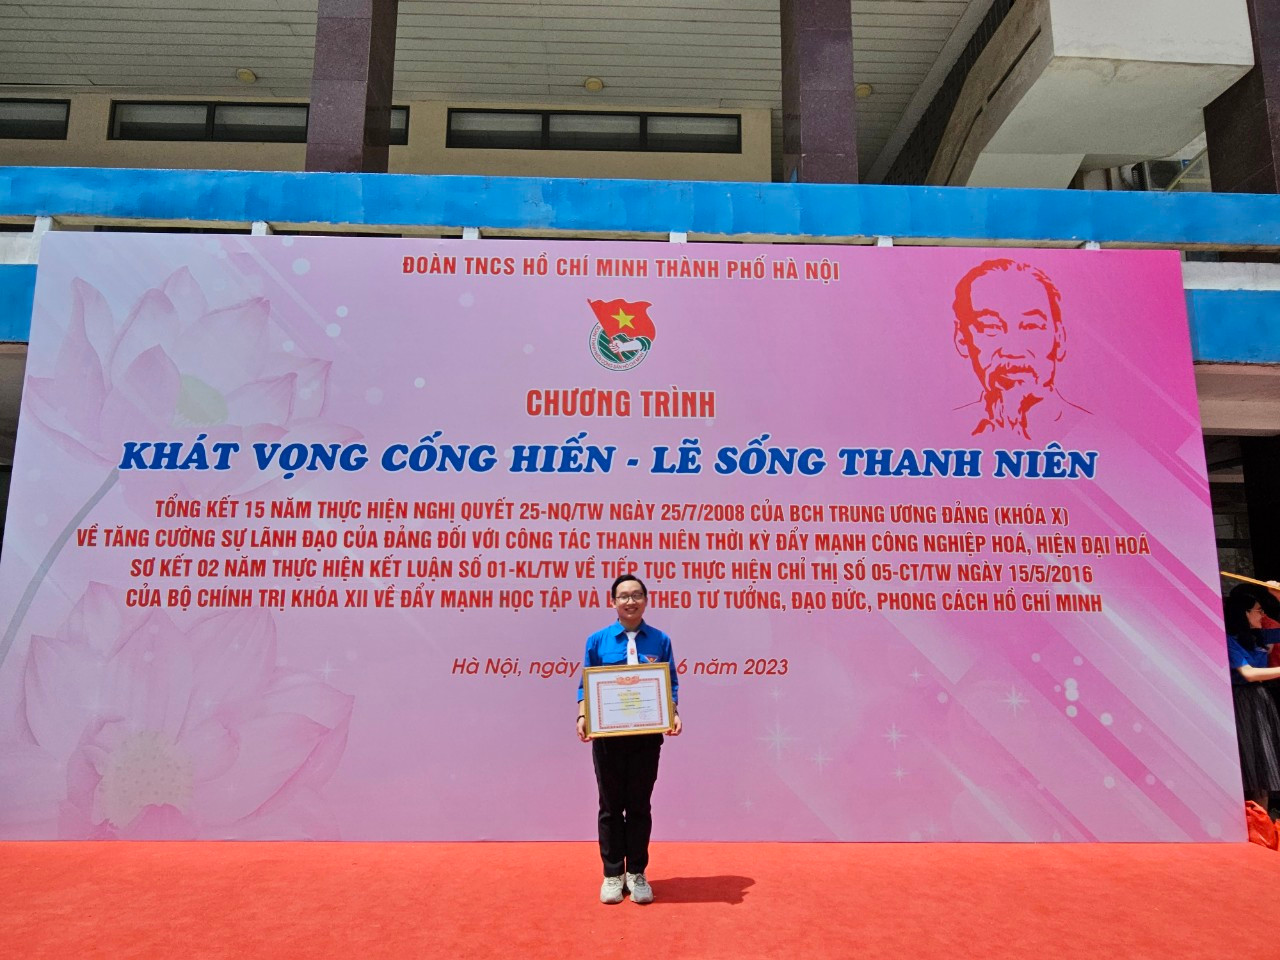 ĐOÀN TNCS HỒ CHÍ MINH THÀNH PHỐ HÀ NỘI
CHƯƠNG TRÌNH
KHÁT VỌNG CỐNG HIẾN - LẼ SỐNG THANH NIÊN
TỔNG KẾT 15 NĂM THỰC HIỆN NGHỊ QUYẾT 25-NQ/TW NGÀY 25/7/2008 CỦA BCH TRUNG ƯƠNG ĐẢNG (KHÓA X)
VỀ TĂNG CƯỜNG SỰ LÃNH ĐẠO CỦA ĐẢNG ĐỐI VỚI CÔNG TÁC THANH NIÊN THỜI KỲ ĐẨY MẠNH CÔNG NGHIỆP HOÁ, HIỆN ĐẠI HOÁ
SƠ KẾT 02 NĂM THỰC HIỆN KẾT LUẬN SỐ 01-KL/TW VỀ TIẾP TỤC THỰC HIỆN CHỈ THỊ SỐ 05-CT/TW NGÀY 15/5/2016
CỦA BỘ CHÍNH TRỊ KHÓA XII VỀ ĐẨY MẠNH HỌC TẬP VÀ THEO TƯ TƯỞNG, ĐẠO ĐỨC, PHONG CÁCH HỒ CHÍ MINH
Hà Nội, ngày 6 năm 2023